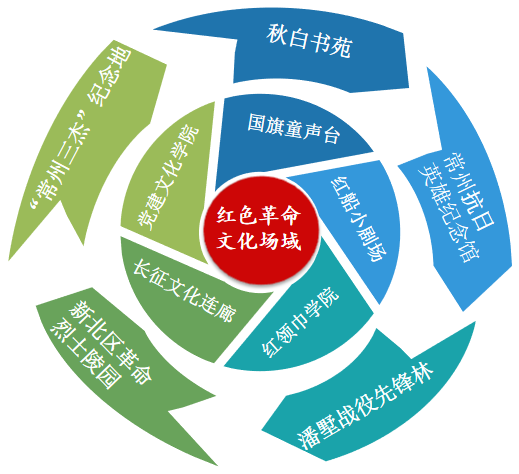 秋白书苑
常州抗日
英雄纪念馆
潘墅战役先锋林
新北区革命
烈士陵园
“常州三杰”纪念地
国旗童声台
红船小剧场
红领巾学院
长征文化连廊
党建文化学院
红色革命
文化场域